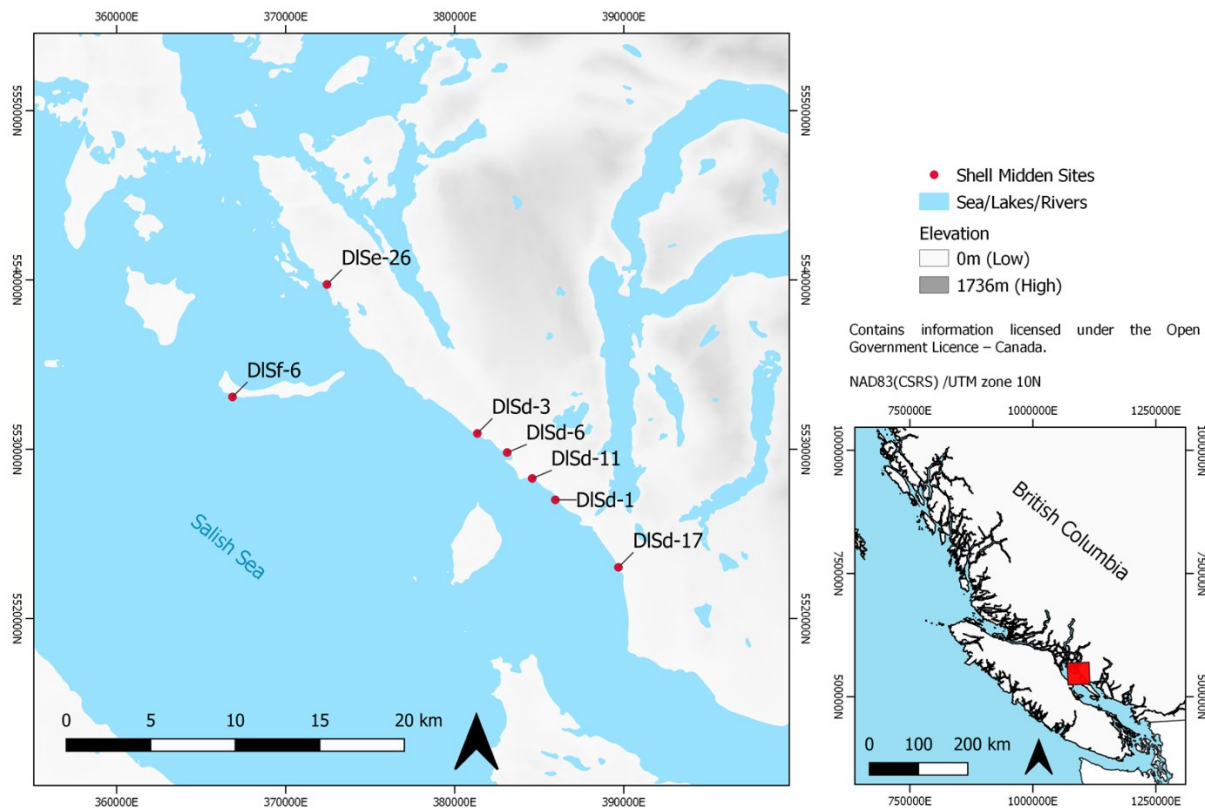 360000E 370000E 380000E 390000E
5550000N 5550000N
5540000N 5540000N
5530000N 5530000N
5520000N 5520000N
DlSe-26
DlSf-6
DlSd-3
DlSd-6
DlSd-11
DlSd-1
DlSd-17
Salish Sea
0 5 10 15 20 km
360000E 370000E 380000E 390000E
Shell Midden Sites
Sea/Lakes/Rivers
Elevation
0m (Low)
1736m (High)
Contains information licensed under the Open
Government Licence – Canada.
NAD83(CSRS) /UTM zone 10N
750000E 1000000E 1250000E
1000000N 1000000N
750000N 750000N
500000N 500000N
British Columbia
0 100 200 km
750000E 1000000E 1250000E